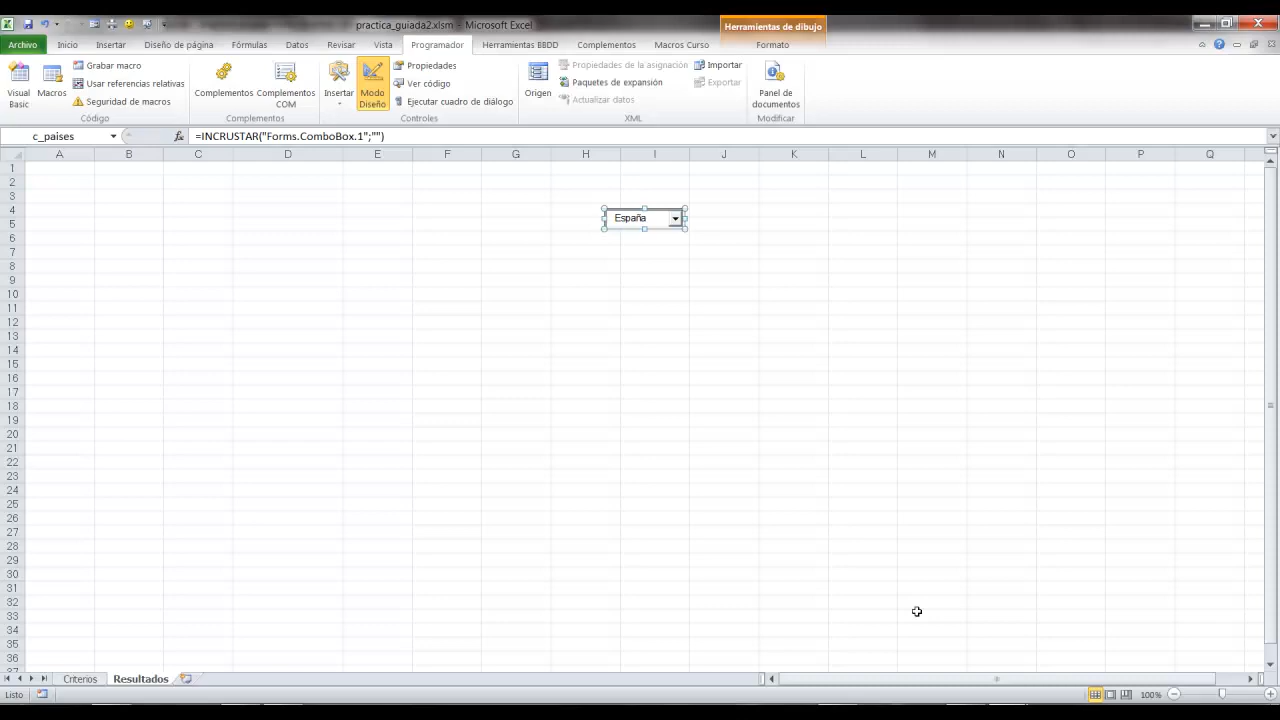 practica_guiada2.xlsm - Microsoft Excel
Herramientas de dibujo
Archivo Inicio Insertar Diseño de página Fórmulas Datos Revisar Vista Programador Herramientas BBDD Complementos Macros Curso Formato
Visual Basic
Macros
Grabar macro
Usar referencias relativas
Seguridad de macros
Código
Complementos
Complementos COM
Complementos
Insertar
Modo Diseño
Propiedades
Ver código
Ejecutar cuadro de diálogo
Controles
Origen
Propiedades de la asignación
Paquetes de expansión
Actualizar datos
Importar
Exportar
XML
Panel de documentos
Modificar
c_paises
fx
=INCRUSTAR("Forms.ComboBox.1";"")
A B C D E F G H I J K L M N O P Q
1
2
3
4
España
5
6
7
8
9
10
11
12
13
14
15
16
17
18
19
20
21
22
23
24
25
26
27
28
29
30
31
32
33
34
35
36
37
Criterios Resultados
Listo
100%